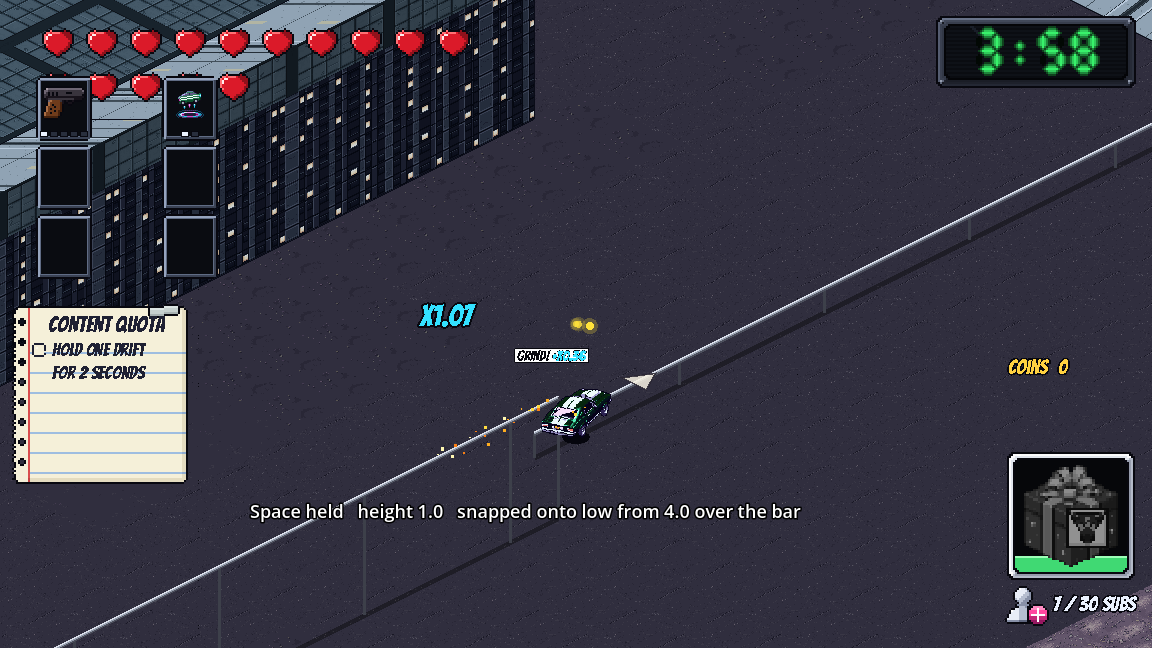 3:58
CONTENT QUOTA
HOLD ONE DRIFT
FOR 2 SECONDS
X1.07
GRIND!
COINS 0
Space held height 1.0 snapped onto low from 4.0 over the bar
1 / 30 SUBS